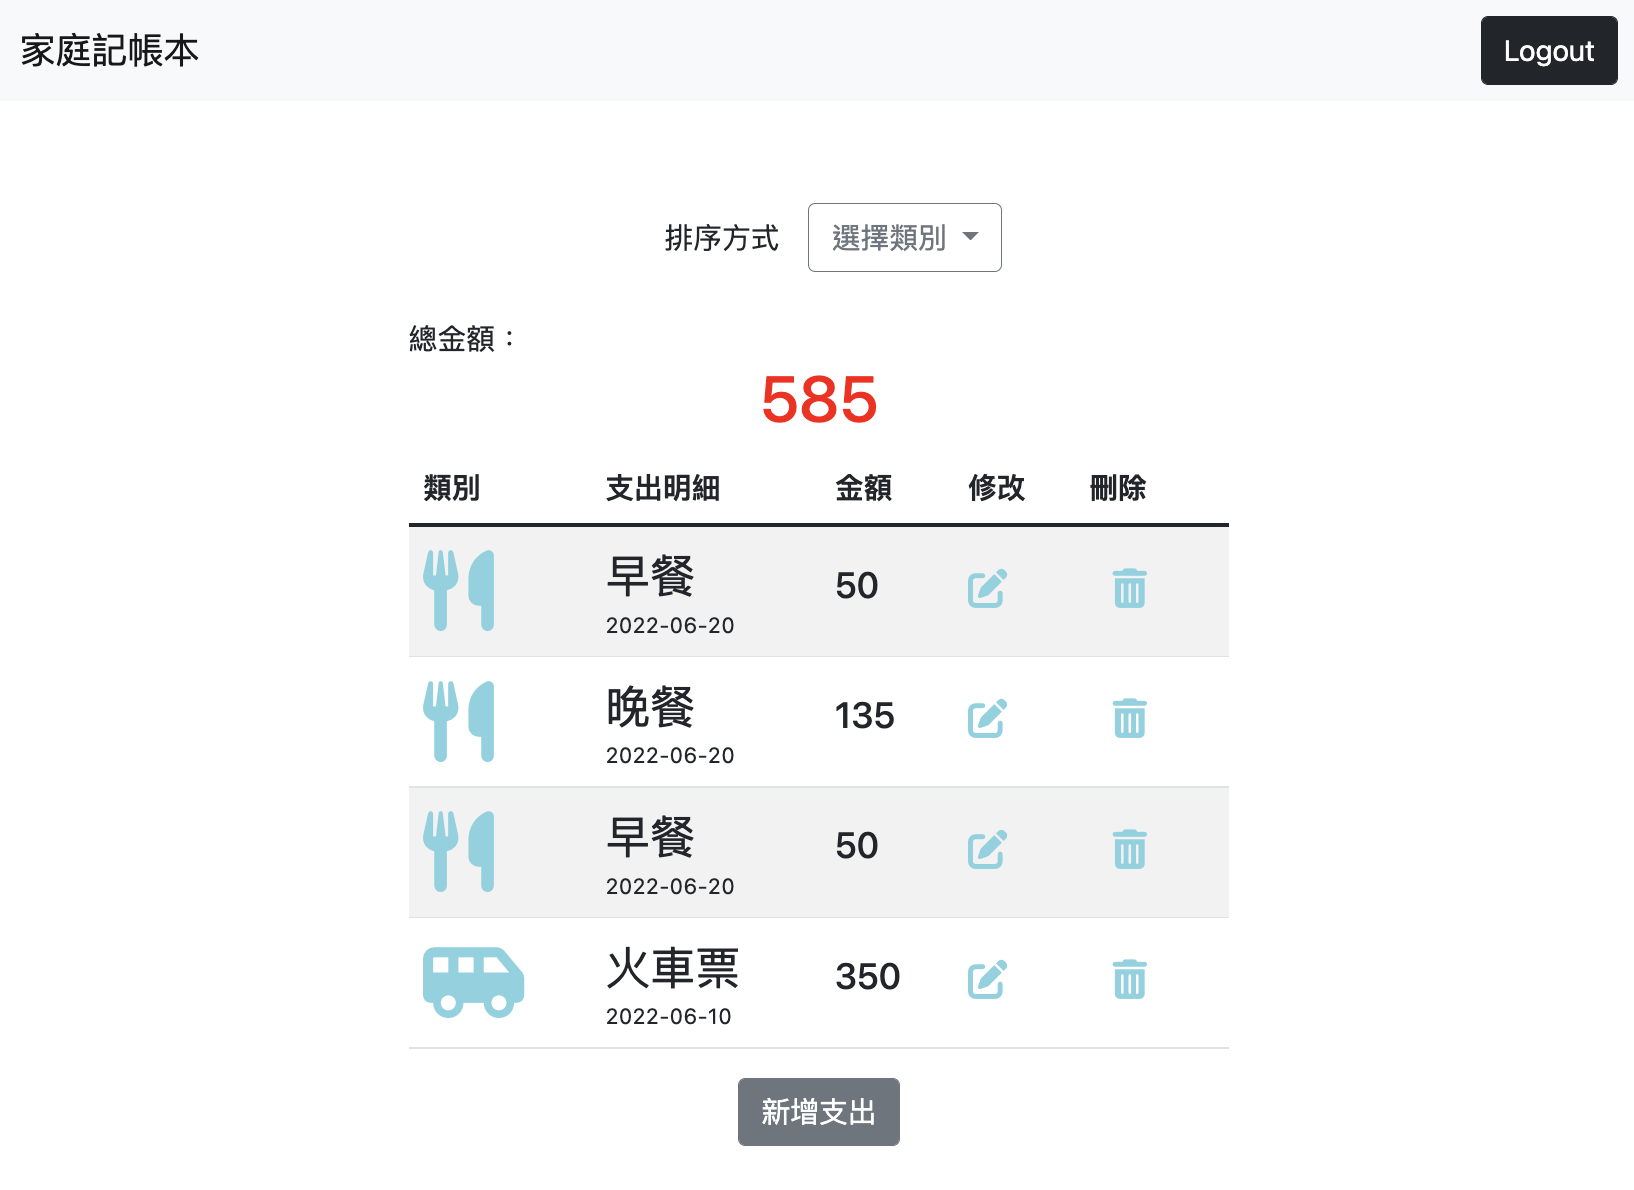 家庭記帳本
Logout
排序方式 選擇類別
總金額：
585
類別 支出明細 金額 修改 刪除
早餐 50
2022-06-20
晚餐 135
2022-06-20
早餐 50
2022-06-20
火車票 350
2022-06-10
新增支出